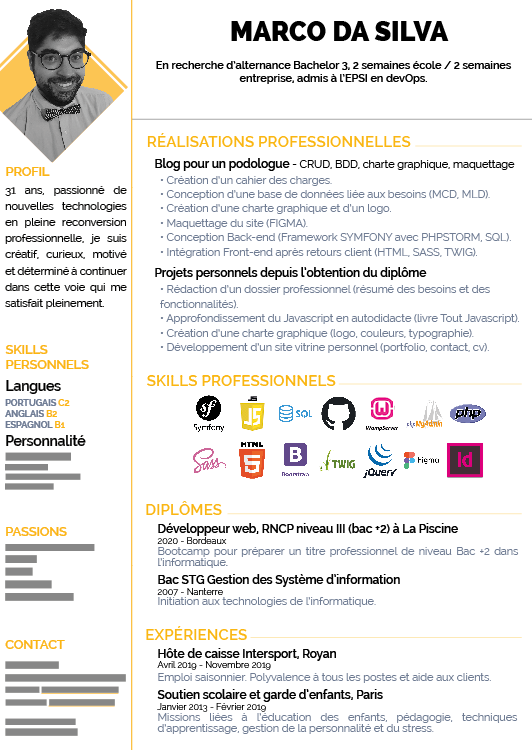 MARCO DA SILVA
En recherche d'alternance Bachelor 3, 2 semaines école / 2 semaines
entreprise, admis à l'EPSI en devOps.
PROFIL
31 ans, passionné de
nouvelles technologies
en pleine reconversion
professionnelle, je suis
créatif, curieux, motivé
et déterminé à continuer
dans cette voie qui me
satisfait pleinement.
SKILLS
PERSONNELS
Langues
PORTUGAIS C2
ANGLAIS B2
ESPAGNOL B1
Personnalité
PASSIONS
CONTACT
RÉALISATIONS PROFESSIONNELLES
Blog pour un podologue - CRUD, BDD, charte graphique, maquettage
• Création d'un cahier des charges.
• Conception d'une base de données liée aux besoins (MCD, MLD).
• Création d'une charte graphique et d'un logo.
• Maquettage du site (FIGMA).
• Conception Back-end (Framework SYMFONY avec PHPSTORM, SQL).
• Intégration Front-end après retours client (HTML, SASS, TWIG).
Projets personnels depuis l'obtention du diplôme
• Rédaction d'un dossier professionnel (résumé des besoins et des
fonctionnalités).
• Approfondissement du Javascript en autodidacte (livre Tout Javascript).
• Création d'une charte graphique (logo, couleurs, typographie).
• Développement d'un site vitrine personnel (portfolio, contact, cv).
SKILLS PROFESSIONNELS
sf JS SQL W phpMyAdmin php
Symfony WampServer
Sass HTML 5 B TWIG jQuery Figma Id
Bootstrap
DIPLÔMES
Développeur web, RNCP niveau III (bac +2) à La Piscine
2020 - Bordeaux
Bootcamp pour préparer un titre professionnel de niveau Bac +2 dans
l'informatique.
Bac STG Gestion des Système d'information
2007 - Nanterre
Initiation aux technologies de l'informatique.
EXPÉRIENCES
Hôte de caisse Intersport, Royan
Avril 2019 - Novembre 2019
Emploi saisonnier. Polyvalence à tous les postes et aide aux clients.
Soutien scolaire et garde d'enfants, Paris
Janvier 2013 - Février 2019
Missions liées à l'éducation des enfants, pédagogie, techniques
d'apprentissage, gestion de la personnalité et du stress.